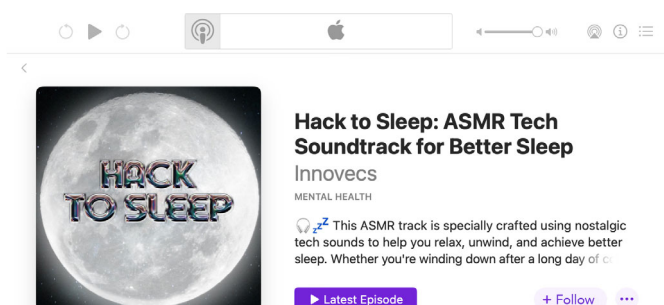 HACK
TO SLEEP
Hack to Sleep: ASMR Tech
Soundtrack for Better Sleep
Innovecs
MENTAL HEALTH
🎧💤 This ASMR track is specially crafted using nostalgic
tech sounds to help you relax, unwind, and achieve better
sleep. Whether you're winding down after a long day of
Latest Episode
+ Follow